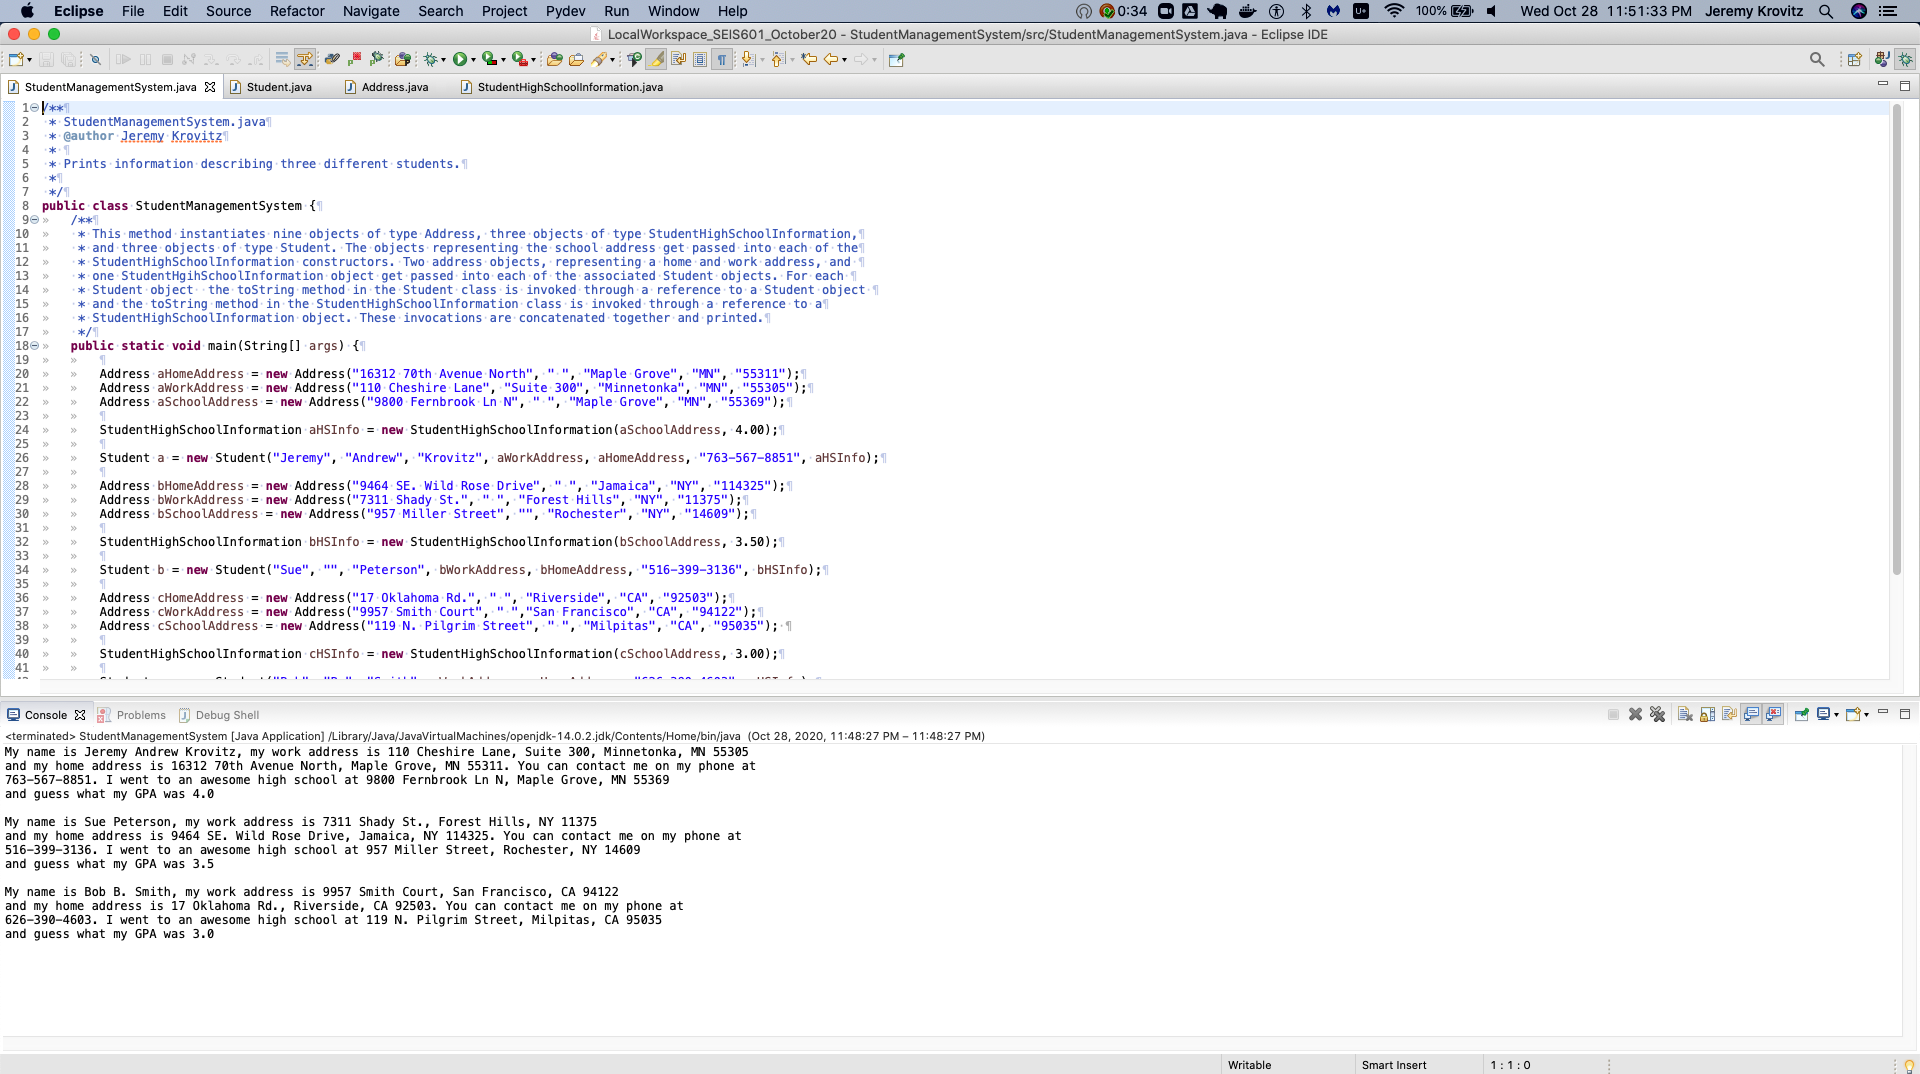 Eclipse File Edit Source Refactor Navigate Search Project Pydev Run Window Help 0:34 100% Wed Oct 28 11:51:33 PM Jeremy Krovitz
LocalWorkspace_SEIS601_October20 - StudentManagementSystem/src/StudentManagementSystem.java - Eclipse IDE
StudentManagementSystem.java Student.java Address.java StudentHighSchoolInformation.java
1 /**
2 * StudentManagementSystem.java
3 * @author Jeremy Krovitz
4 *
5 * Prints information describing three different students.
6 *
7 */
8 public class StudentManagementSystem {
9 /**
10 * This method instantiates nine objects of type Address, three objects of type StudentHighSchoolInformation,
11 * and three objects of type Student. The objects representing the school address get passed into each of the
12 * StudentHighSchoolInformation constructors. Two address objects, representing a home and work address, and
13 * one StudentHgihSchoolInformation object get passed into each of the associated Student objects. For each
14 * Student object  the toString method in the Student class is invoked through a reference to a Student object
15 * and the toString method in the StudentHighSchoolInformation class is invoked through a reference to a
16 * StudentHighSchoolInformation object. These invocations are concatenated together and printed.
17 */
18 public static void main(String[] args) {
19
20 Address aHomeAddress = new Address("16312 70th Avenue North", " ", "Maple Grove", "MN", "55311");
21 Address aWorkAddress = new Address("110 Cheshire Lane", "Suite 300", "Minnetonka", "MN", "55305");
22 Address aSchoolAddress = new Address("9800 Fernbrook Ln N", " ", "Maple Grove", "MN", "55369");
23
24 StudentHighSchoolInformation aHSInfo = new StudentHighSchoolInformation(aSchoolAddress, 4.00);
25
26 Student a = new Student("Jeremy", "Andrew", "Krovitz", aWorkAddress, aHomeAddress, "763-567-8851", aHSInfo);
27
28 Address bHomeAddress = new Address("9464 SE. Wild Rose Drive", " ", "Jamaica", "NY", "114325");
29 Address bWorkAddress = new Address("7311 Shady St.", " ", "Forest Hills", "NY", "11375");
30 Address bSchoolAddress = new Address("957 Miller Street", "", "Rochester", "NY", "14609");
31
32 StudentHighSchoolInformation bHSInfo = new StudentHighSchoolInformation(bSchoolAddress, 3.50);
33
34 Student b = new Student("Sue", "", "Peterson", bWorkAddress, bHomeAddress, "516-399-3136", bHSInfo);
35
36 Address cHomeAddress = new Address("17 Oklahoma Rd.", " ", "Riverside", "CA", "92503");
37 Address cWorkAddress = new Address("9957 Smith Court", " ","San Francisco", "CA", "94122");
38 Address cSchoolAddress = new Address("119 N. Pilgrim Street", " ", "Milpitas", "CA", "95035");
39
40 StudentHighSchoolInformation cHSInfo = new StudentHighSchoolInformation(cSchoolAddress, 3.00);
41
Console Problems Debug Shell
<terminated> StudentManagementSystem [Java Application] /Library/Java/JavaVirtualMachines/openjdk-14.0.2.jdk/Contents/Home/bin/java (Oct 28, 2020, 11:48:27 PM – 11:48:27 PM)
My name is Jeremy Andrew Krovitz, my work address is 110 Cheshire Lane, Suite 300, Minnetonka, MN 55305
and my home address is 16312 70th Avenue North, Maple Grove, MN 55311. You can contact me on my phone at
763-567-8851. I went to an awesome high school at 9800 Fernbrook Ln N, Maple Grove, MN 55369
and guess what my GPA was 4.0
My name is Sue Peterson, my work address is 7311 Shady St., Forest Hills, NY 11375
and my home address is 9464 SE. Wild Rose Drive, Jamaica, NY 114325. You can contact me on my phone at
516-399-3136. I went to an awesome high school at 957 Miller Street, Rochester, NY 14609
and guess what my GPA was 3.5
My name is Bob B. Smith, my work address is 9957 Smith Court, San Francisco, CA 94122
and my home address is 17 Oklahoma Rd., Riverside, CA 92503. You can contact me on my phone at
626-390-4603. I went to an awesome high school at 119 N. Pilgrim Street, Milpitas, CA 95035
and guess what my GPA was 3.0
Writable Smart Insert 1 : 1 : 0